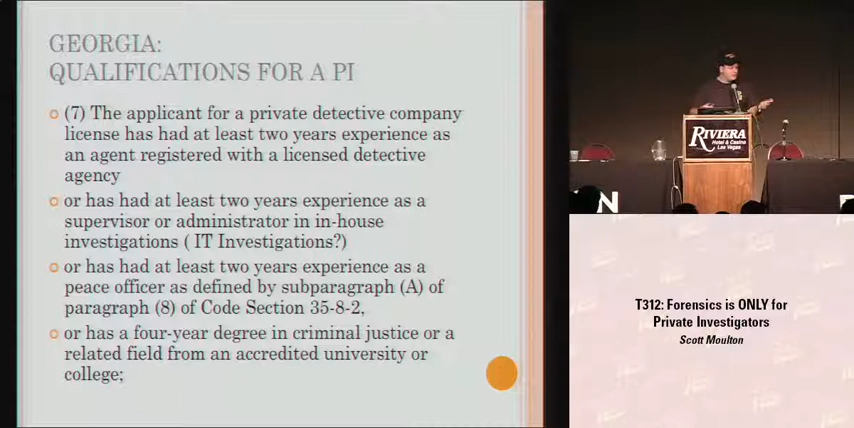 GEORGIA:
QUALIFICATIONS FOR A PI
(7) The applicant for a private detective company
license has had at least two years experience as
an agent registered with a licensed detective
agency
or has had at least two years experience as a
supervisor or administrator in in-house
investigations ( IT Investigations?)
or has had at least two years experience as a
peace officer as defined by subparagraph (A) of
paragraph (8) of Code Section 35-8-2,
or has a four-year degree in criminal justice or a
related field from an accredited university or
college;
RIVIERA
Hotel & Casino
Las Vegas
T312: Forensics is ONLY for
Private Investigators
Scott Moulton